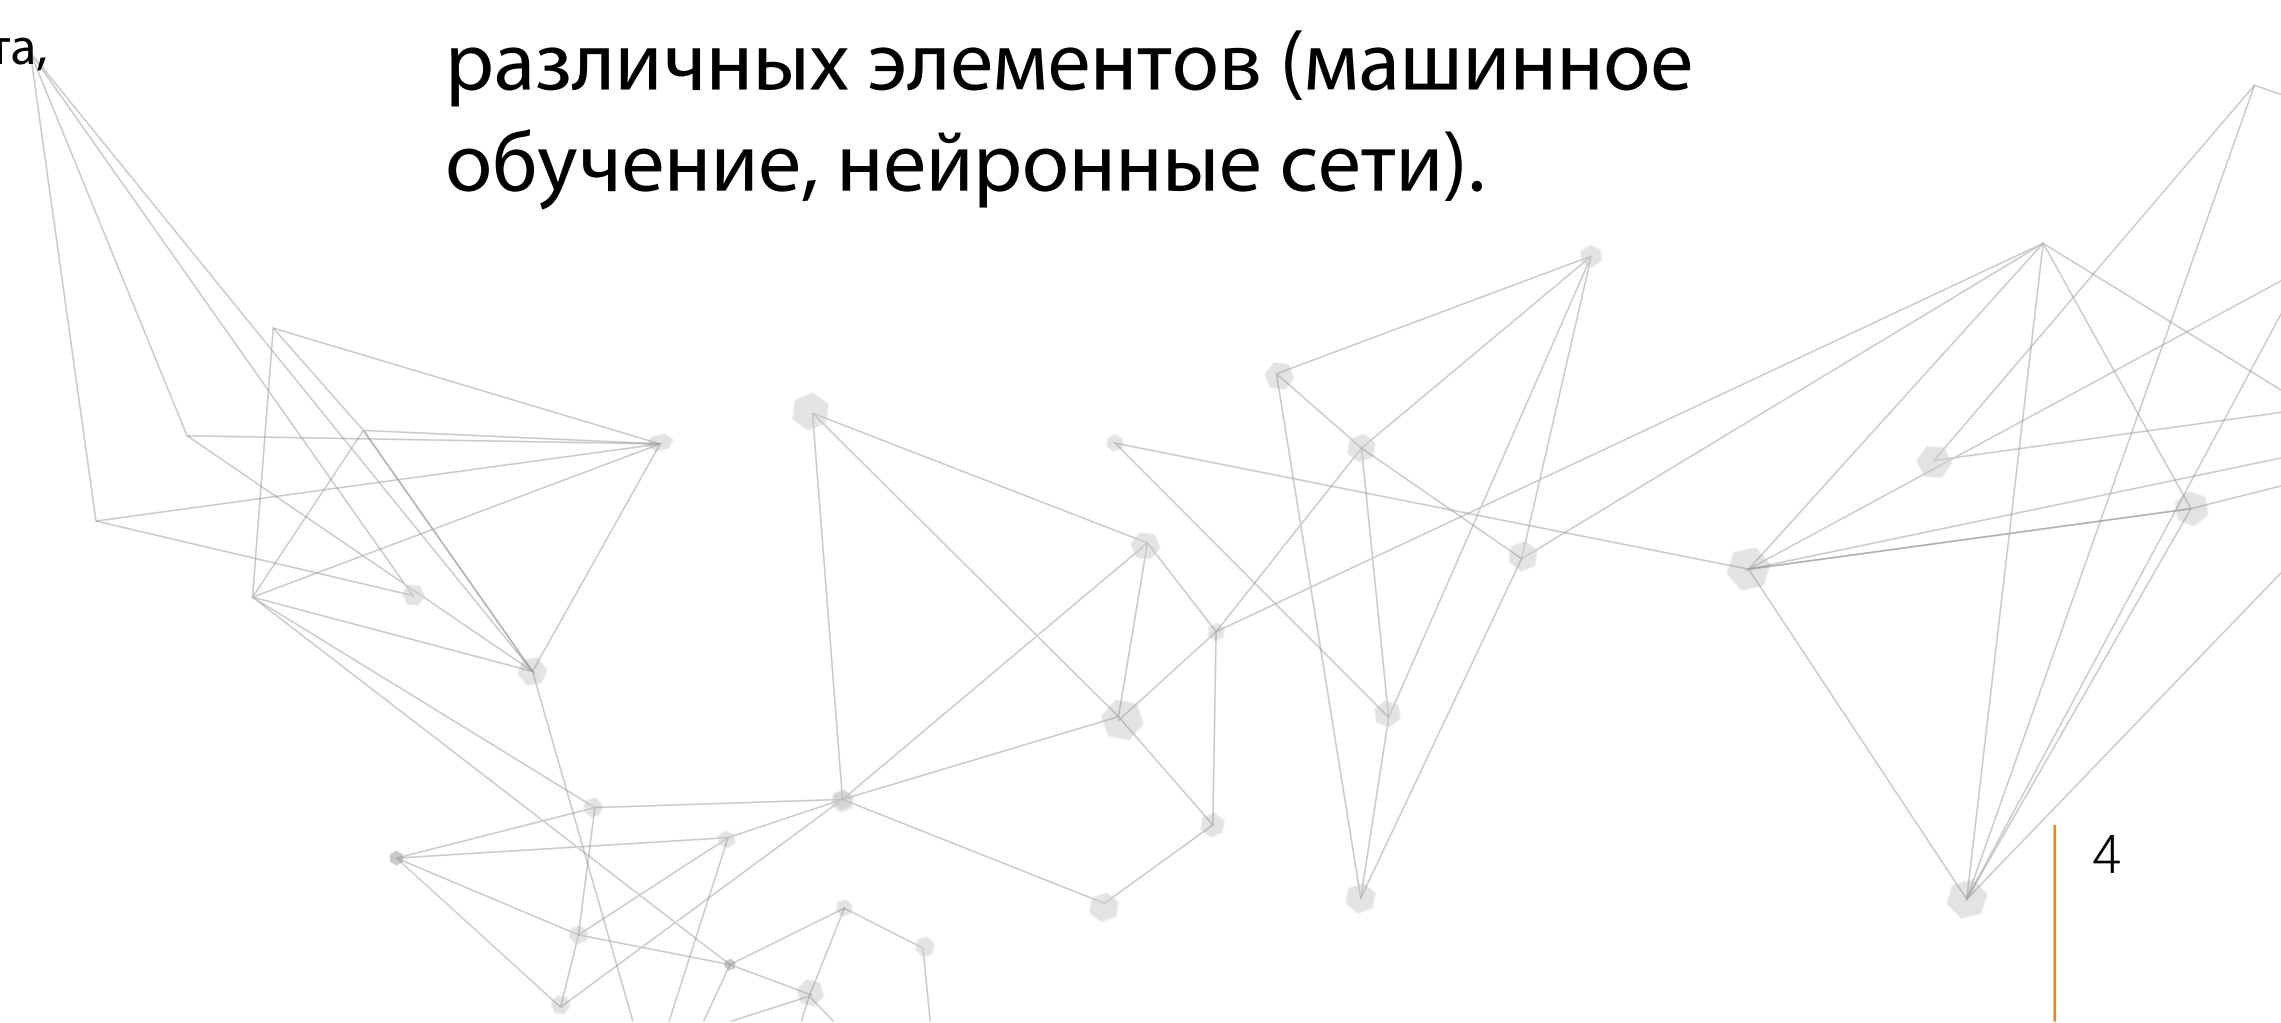 та,
различных элементов (машинное
обучение, нейронные сети).
4